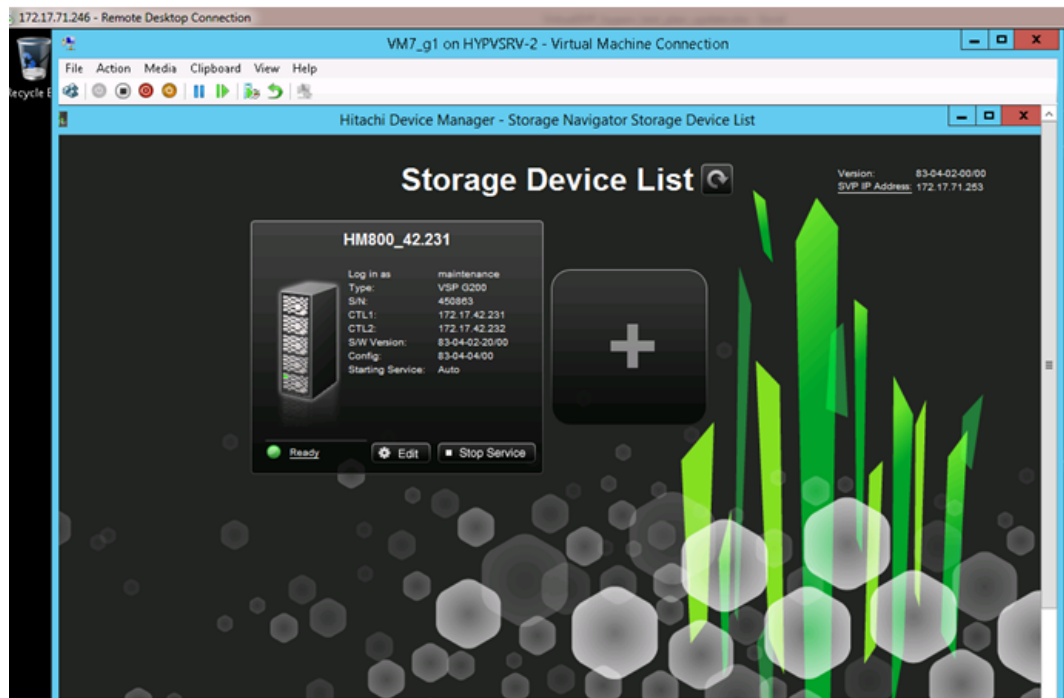 172.17.71.246 - Remote Desktop Connection
VM7_g1 on HYPVSRV-2 - Virtual Machine Connection
File Action Media Clipboard View Help
Hitachi Device Manager - Storage Navigator Storage Device List
Storage Device List
Version: 83-04-02-00/00
SVP IP Address: 172.17.71.253
HM800_42.231
Log in as maintenance
Type: VSP G200
S/N: 450863
CTL1: 172.17.42.231
CTL2: 172.17.42.232
S/W Version: 83-04-02-20/00
Config: 83-04-04/00
Starting Service: Auto
Ready Edit Stop Service